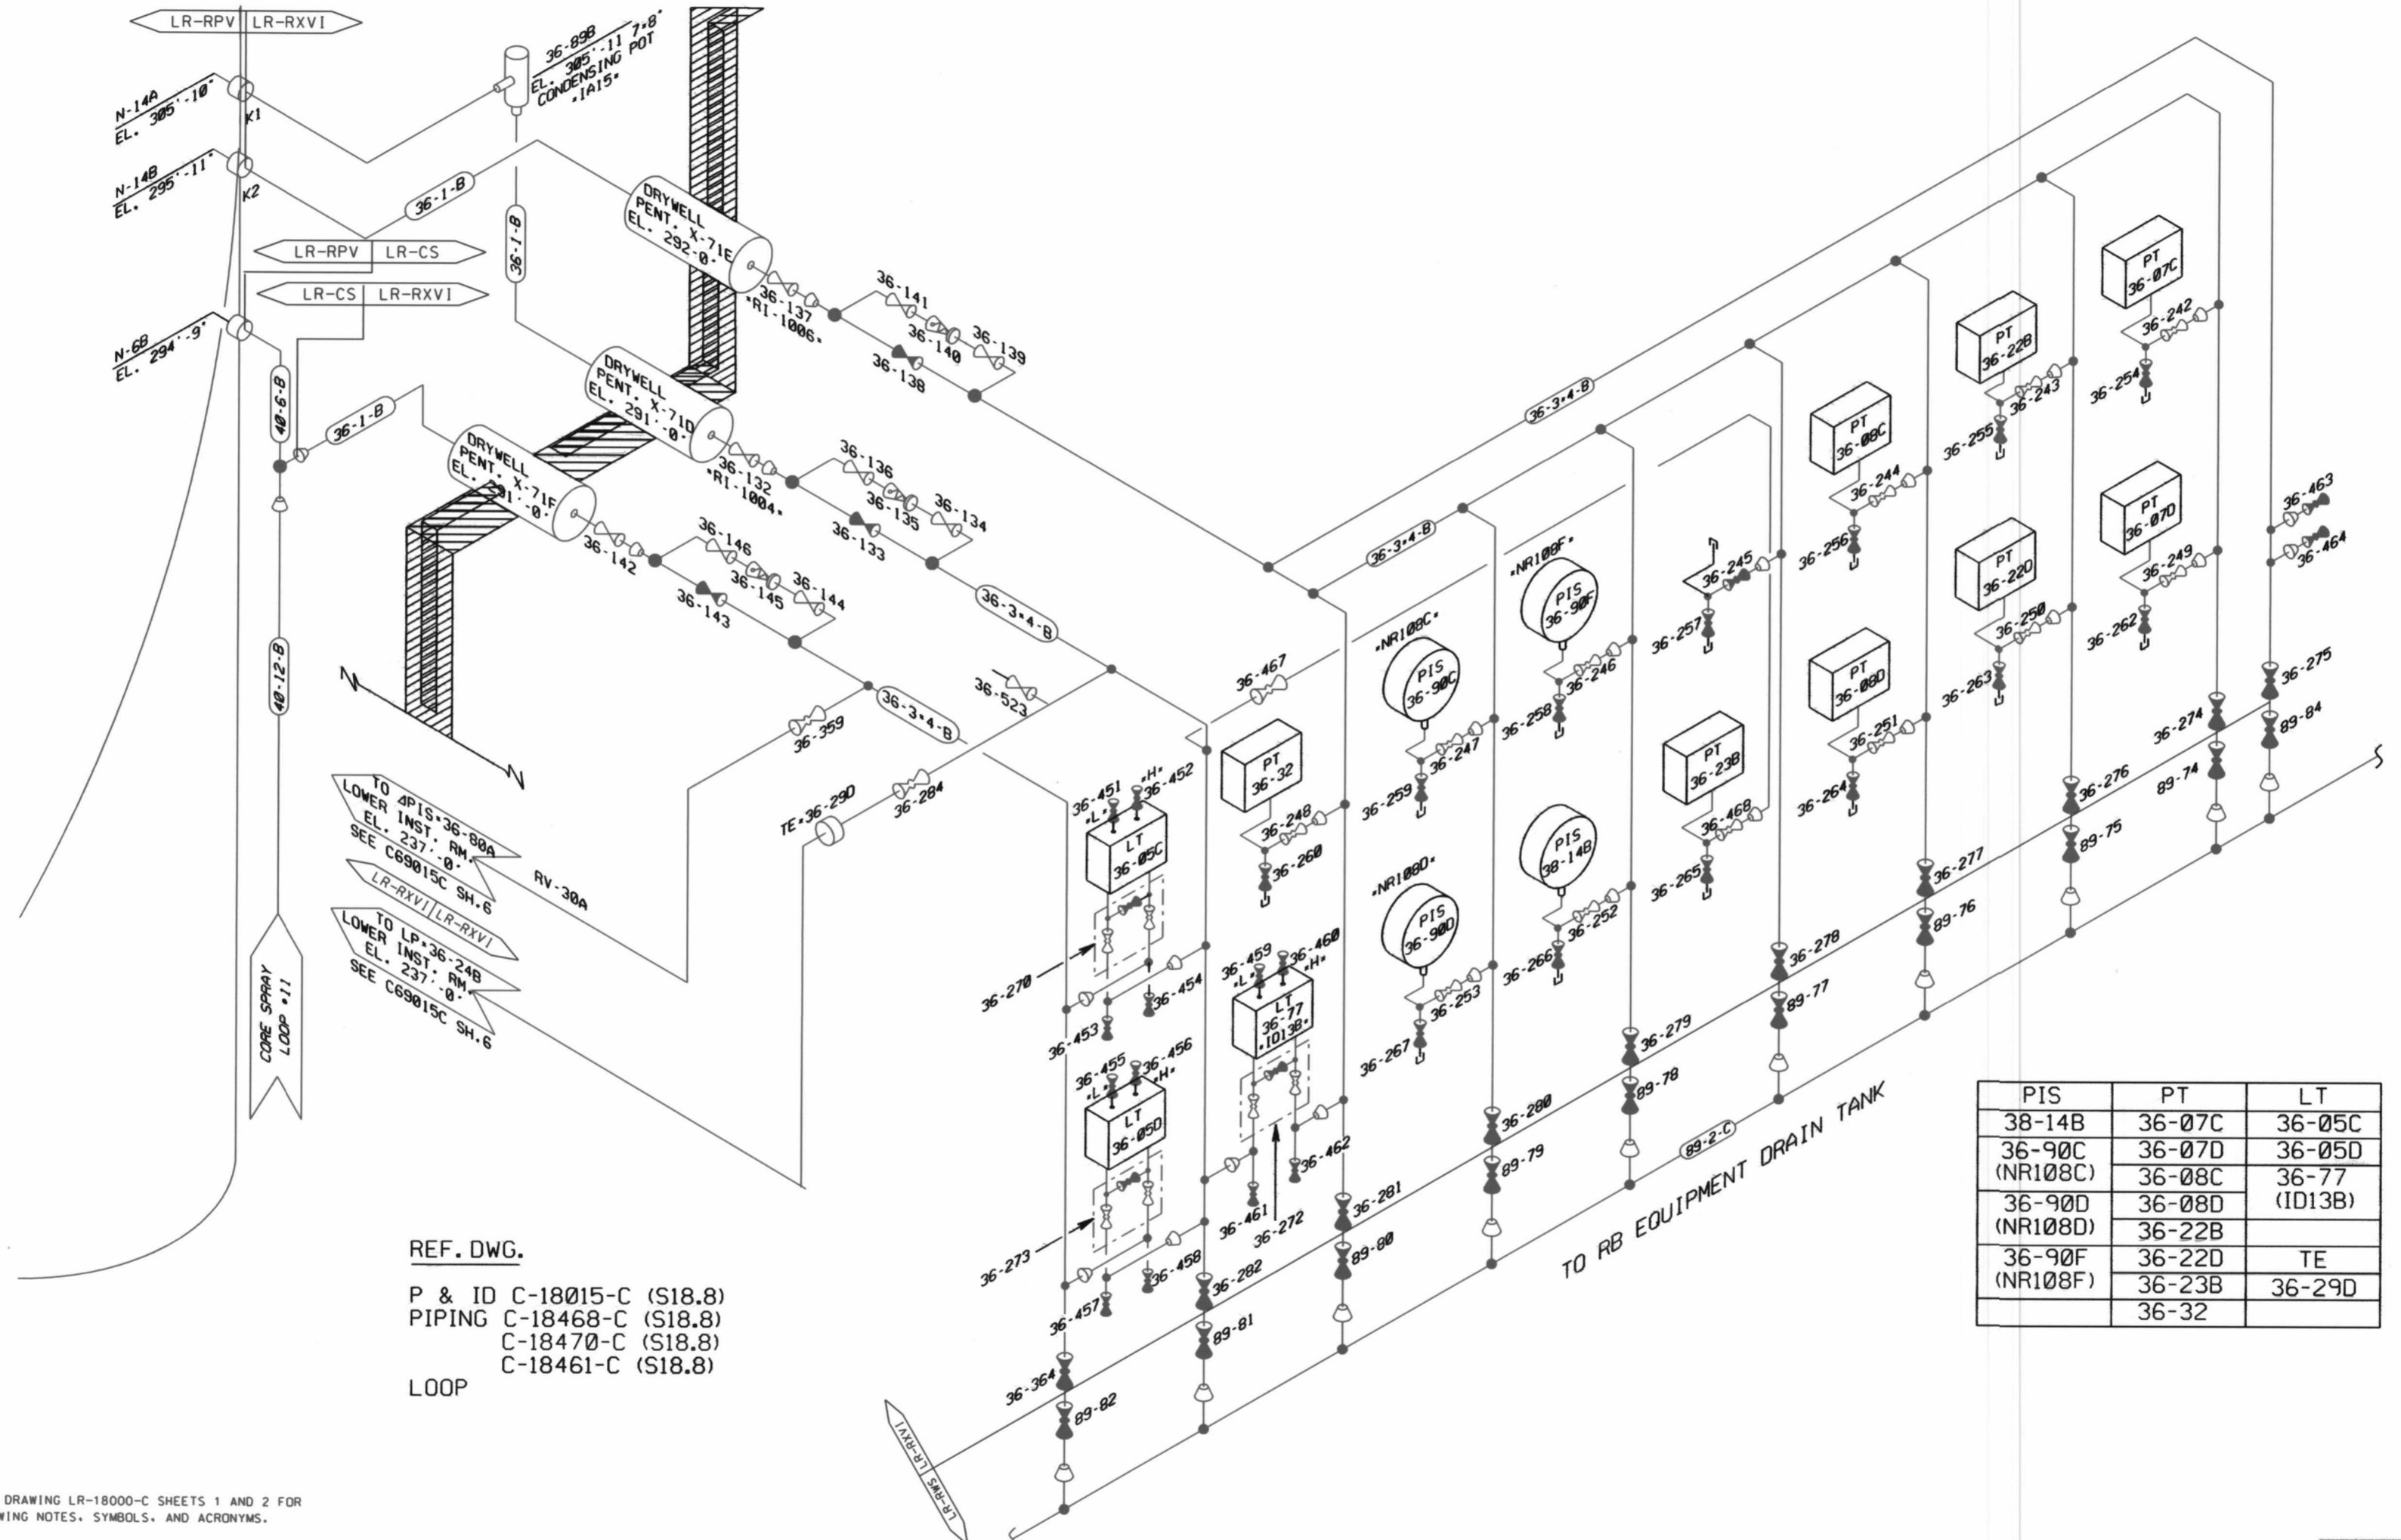 LR-RPV LR-RXVI
N-14A
EL. 305'-10"
K1
N-14B
EL. 295'-11"
K2
36-89B
EL. 305'-11 7*8"
CONDENSING POT
*IA15*
36-1-B
36-1-B
LR-RPV LR-CS
LR-CS LR-RXVI
N-6B
EL. 294'-9"
40-6-B
36-1-B
40-12-B
CORE SPRAY
LOOP *11
DRYWELL
PENT. X-71E
EL. 292-0-
36-137
*RI-1006*
36-141
36-140
36-139
36-138
DRYWELL
PENT. X-71D
EL. 291'-0-
36-132
*RI-1004*
36-136
36-135
36-134
36-133
DRYWELL
PENT. X-71F
EL. 291'-0-
36-142
36-146
36-145
36-144
36-143
36-3*4-B
36-3*4-B
36-3*4-B
36-3*4-B
36-523
36-359
36-284
TE*36-29D
36-467
TO ΔPIS*36-80A
LOWER INST. RM.
EL. 237'-0-
SEE C69015C SH.6
RV-30A
LR-RXVI LR-RXVI
TO LP*36-24B
LOWER INST. RM.
EL. 237'-0-
SEE C69015C SH.6
36-451
"L"
"H"
36-452
LT
36-05C
36-270
36-453
36-454
36-455
"L"
36-456
"H"
LT
36-05D
36-273
36-457
36-458
36-459
"L"
36-460
"H"
LT
36-77
*ID13B*
36-461
36-272
36-462
PT
36-32
36-248
36-260
*NR108C*
PIS
36-90C
36-247
36-259
*NR108D*
PIS
36-90D
36-253
36-267
*NR108F*
PIS
36-90F
36-246
36-258
PIS
38-14B
36-252
36-266
36-245
36-257
PT
36-23B
36-468
36-265
PT
36-08C
36-244
36-256
PT
36-08D
36-251
36-264
PT
36-22B
36-243
36-255
PT
36-22D
36-250
36-263
PT
36-07C
36-242
36-254
PT
36-07D
36-249
36-262
36-463
36-464
36-275
89-84
36-274
89-74
36-276
89-75
36-277
89-76
36-278
89-77
36-279
89-78
36-280
89-79
36-281
89-80
36-282
89-81
36-364
89-82
89-2-C
TO RB EQUIPMENT DRAIN TANK
LR-RWS LR-RXVI
REF. DWG.
P & ID C-18015-C (S18.8)
PIPING C-18468-C (S18.8)
C-18470-C (S18.8)
C-18461-C (S18.8)
LOOP
PIS PT LT
38-14B 36-07C 36-05C
36-90C 36-07D 36-05D
(NR108C) 36-08C 36-77
36-90D 36-08D (ID13B)
(NR108D) 36-22B
36-90F 36-22D TE
(NR108F) 36-23B 36-29D
36-32
DRAWING LR-18000-C SHEETS 1 AND 2 FOR
WING NOTES, SYMBOLS, AND ACRONYMS.